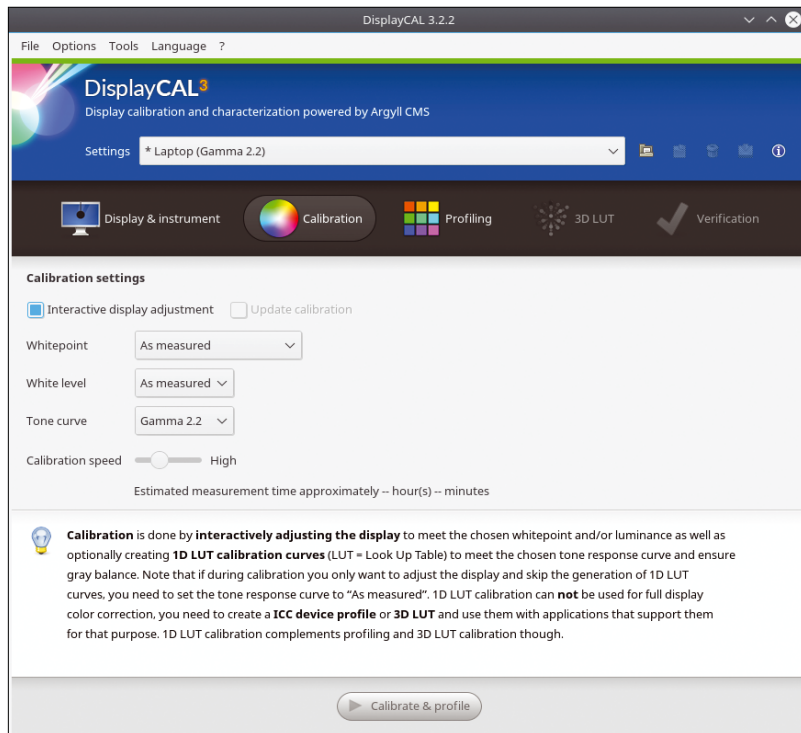 DisplayCAL 3.2.2
File Options Tools Language ?
DisplayCAL3
Display calibration and characterization powered by Argyll CMS
Settings * Laptop (Gamma 2.2)
Display & instrument Calibration Profiling 3D LUT Verification
Calibration settings
Interactive display adjustment Update calibration
Whitepoint As measured
White level As measured
Tone curve Gamma 2.2
Calibration speed High
Estimated measurement time approximately -- hour(s) -- minutes
Calibration is done by interactively adjusting the display to meet the chosen whitepoint and/or luminance as well as
optionally creating 1D LUT calibration curves (LUT = Look Up Table) to meet the chosen tone response curve and ensure
gray balance. Note that if during calibration you only want to adjust the display and skip the generation of 1D LUT
curves, you need to set the tone response curve to “As measured”. 1D LUT calibration can not be used for full display
color correction, you need to create a ICC device profile or 3D LUT and use them with applications that support them
for that purpose. 1D LUT calibration complements profiling and 3D LUT calibration though.
Calibrate & profile